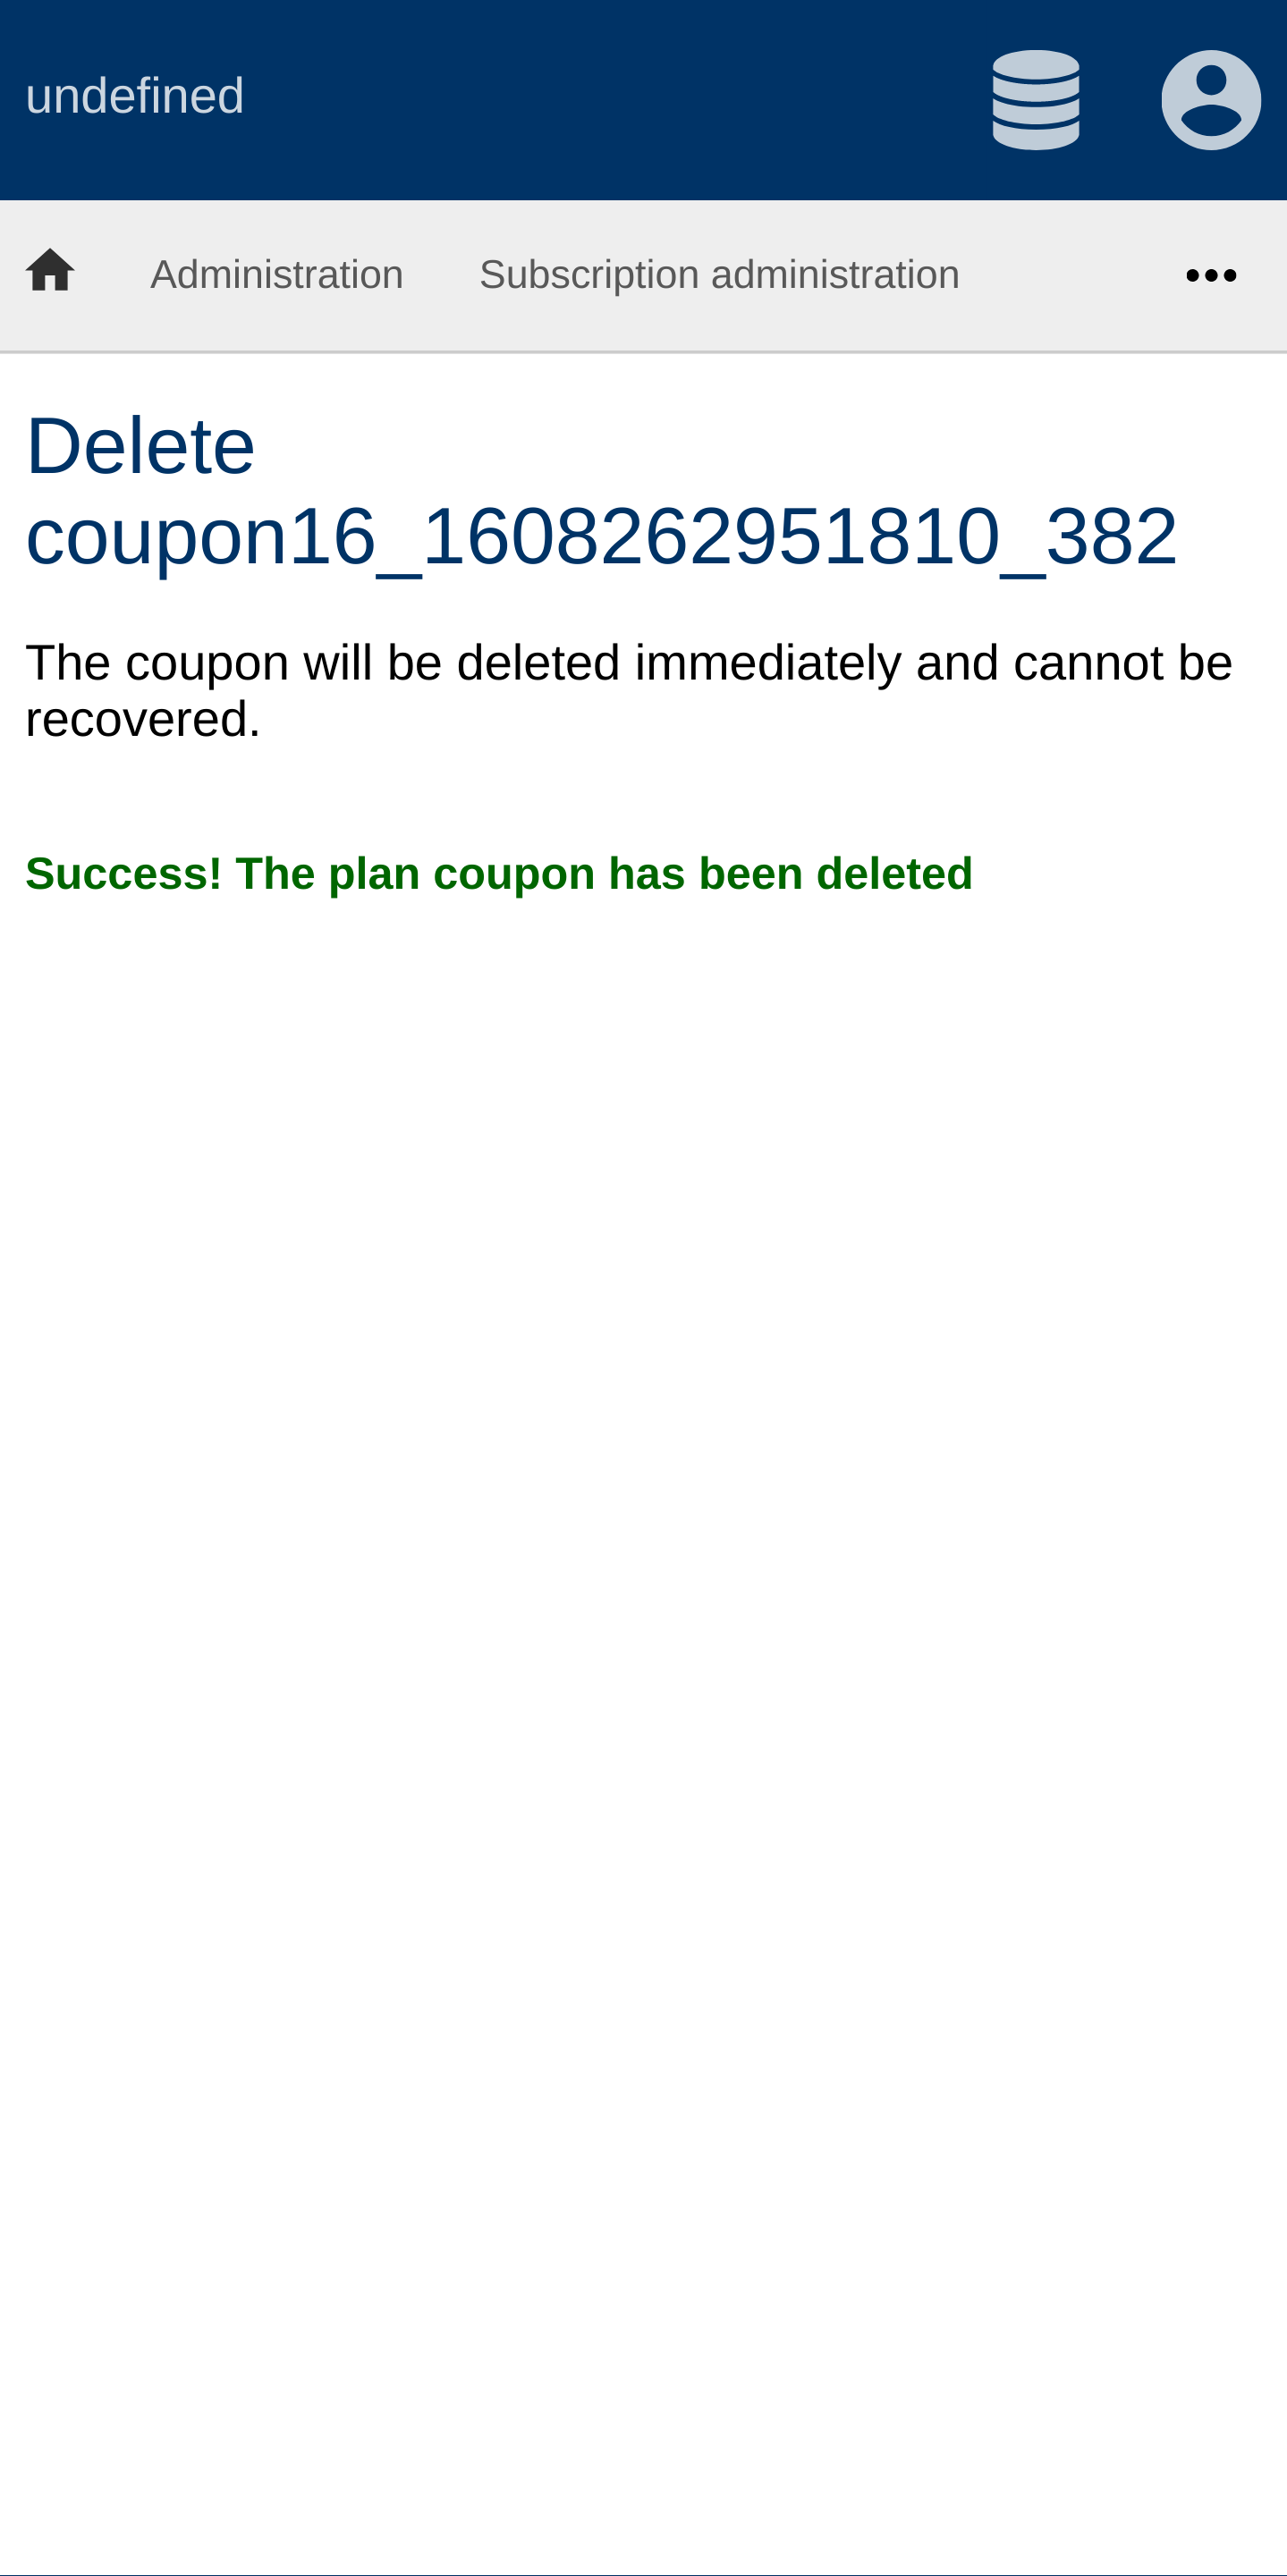 undefined
Administration Subscription administration
Delete
coupon16_1608262951810_382
The coupon will be deleted immediately and cannot be
recovered.
Success! The plan coupon has been deleted